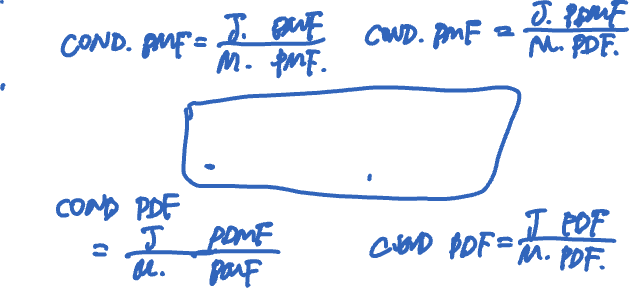 COND. PMF = J. PMF / M. PMF.
COND. PMF = J. PDMF / M. PDF.
COND PDF = J PDMF / M. PMF
COND PDF = J PDF / M. PDF.